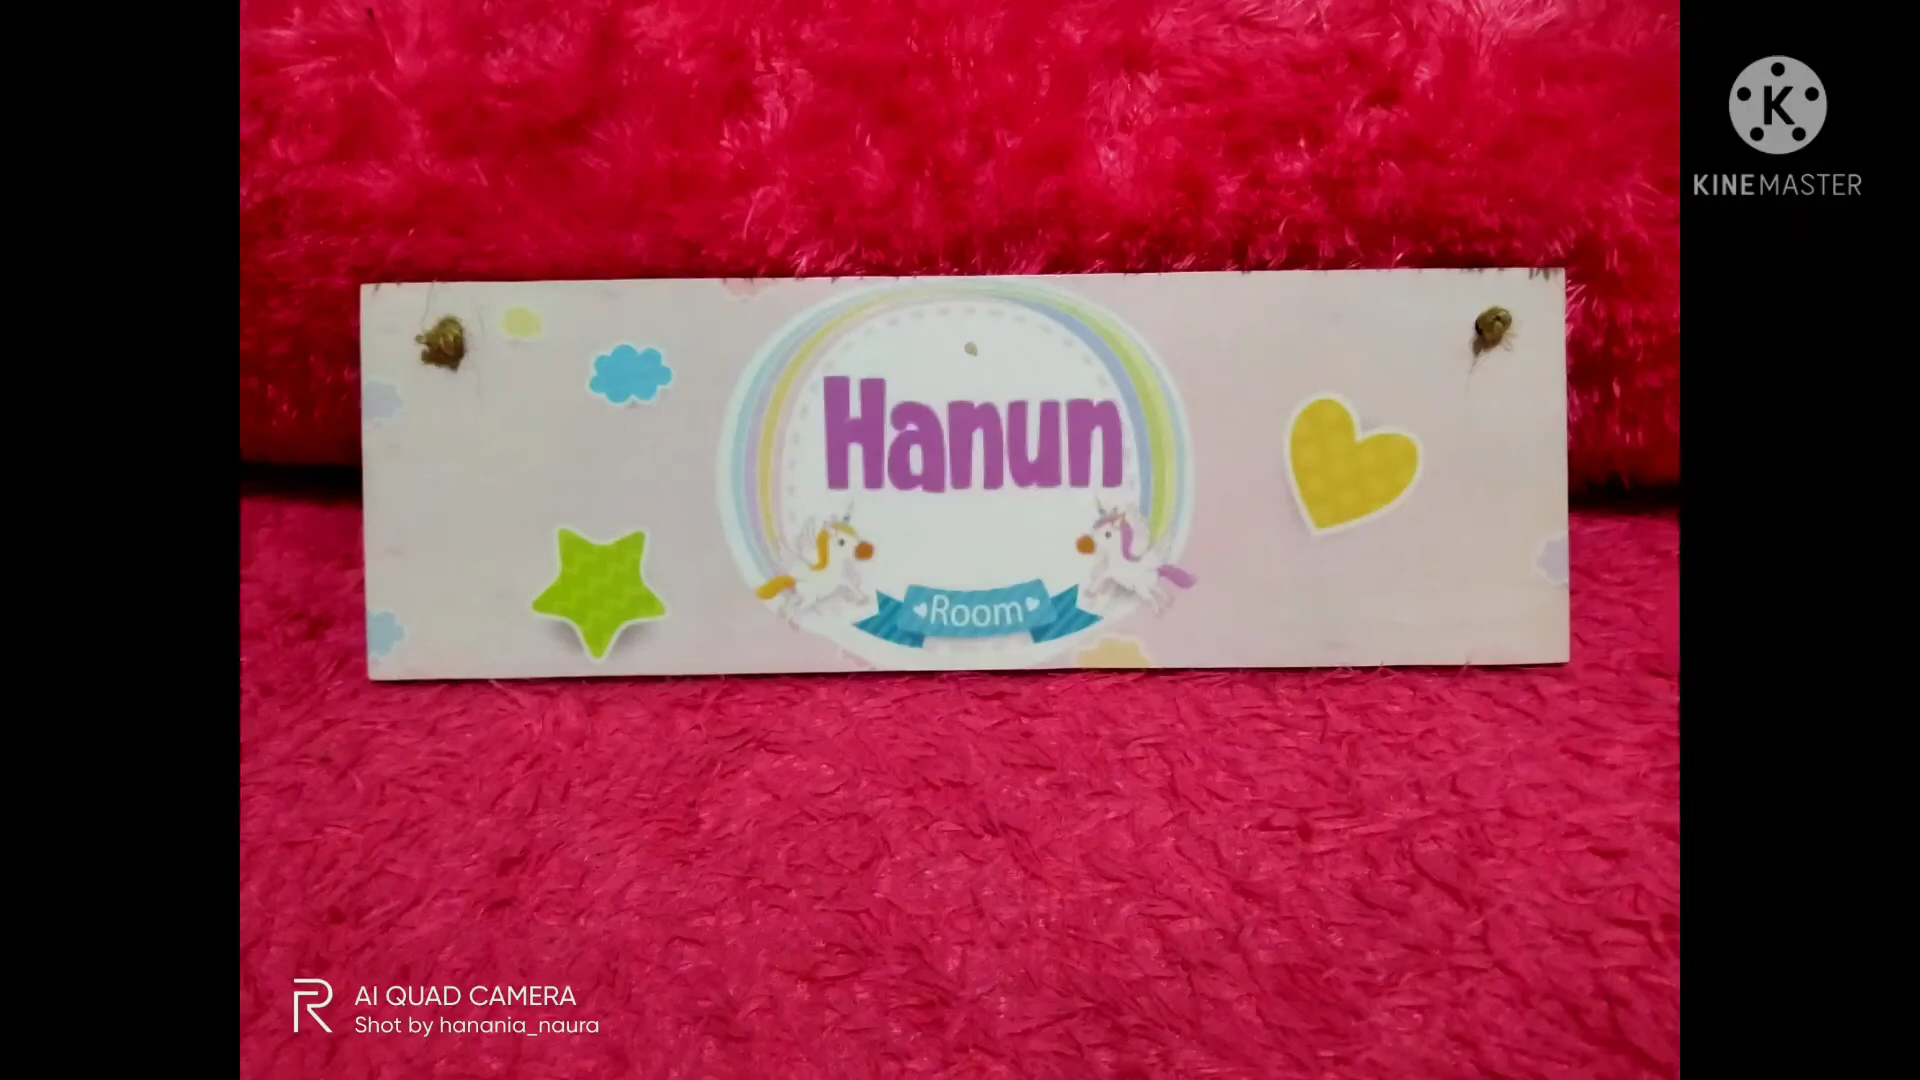 K
KINEMASTER
Hanun
Room
R
AI QUAD CAMERA
Shot by hanania_naura